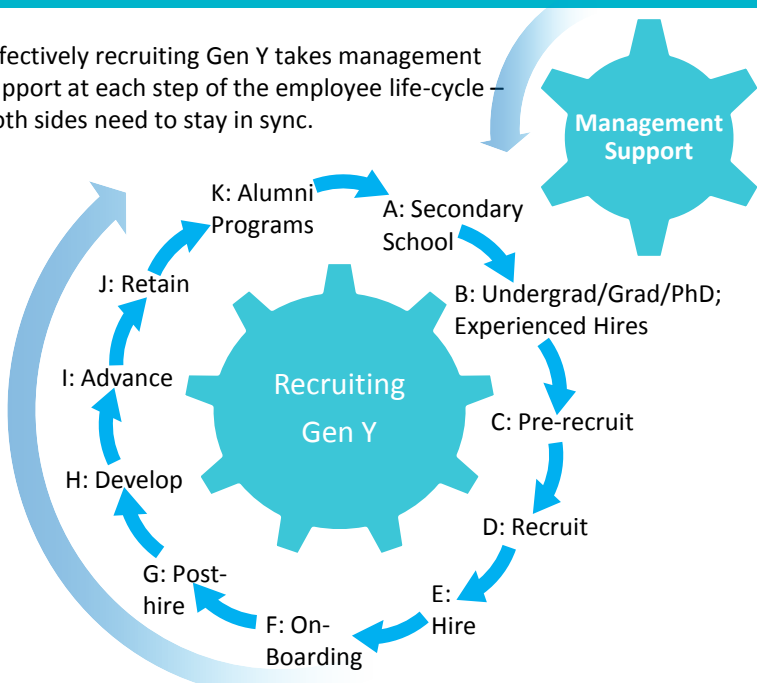 fectively recruiting Gen Y takes management
pport at each step of the employee life-cycle –
oth sides need to stay in sync.
Management
Support
K: Alumni
Programs
A: Secondary
School
B: Undergrad/Grad/PhD;
Experienced Hires
C: Pre-recruit
D: Recruit
E:
Hire
F: On-
Boarding
G: Post-
hire
H: Develop
I: Advance
J: Retain
Recruiting
Gen Y